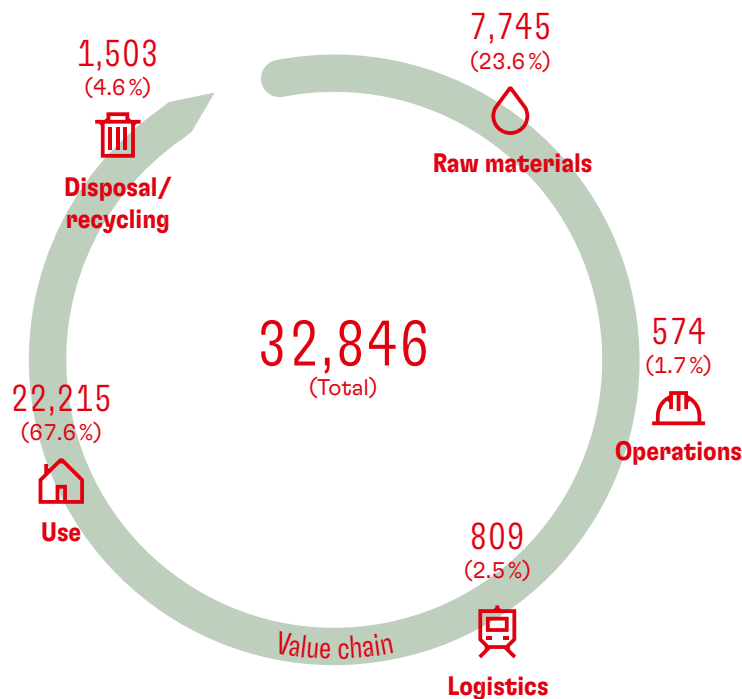 7,745
(23.6%)
Raw materials
574
(1.7%)
Operations
809
(2.5%)
Logistics
Value chain
22,215
(67.6%)
Use
1,503
(4.6%)
Disposal/
recycling
32,846
(Total)